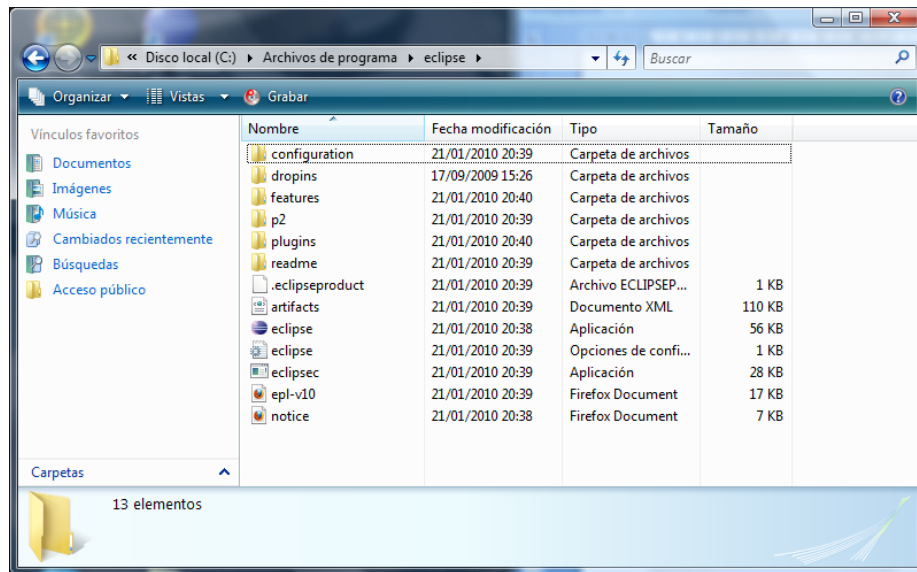 « Disco local (C:) ▸ Archivos de programa ▸ eclipse ▸ Buscar
Organizar Vistas Grabar
Vínculos favoritos
Documentos
Imágenes
Música
Cambiados recientemente
Búsquedas
Acceso público
Carpetas
Nombre Fecha modificación Tipo Tamaño
configuration 21/01/2010 20:39 Carpeta de archivos
dropins 17/09/2009 15:26 Carpeta de archivos
features 21/01/2010 20:40 Carpeta de archivos
p2 21/01/2010 20:39 Carpeta de archivos
plugins 21/01/2010 20:40 Carpeta de archivos
readme 21/01/2010 20:39 Carpeta de archivos
.eclipseproduct 21/01/2010 20:39 Archivo ECLIPSEP... 1 KB
artifacts 21/01/2010 20:39 Documento XML 110 KB
eclipse 21/01/2010 20:38 Aplicación 56 KB
eclipse 21/01/2010 20:39 Opciones de confi... 1 KB
eclipsec 21/01/2010 20:39 Aplicación 28 KB
epl-v10 21/01/2010 20:39 Firefox Document 17 KB
notice 21/01/2010 20:38 Firefox Document 7 KB
13 elementos